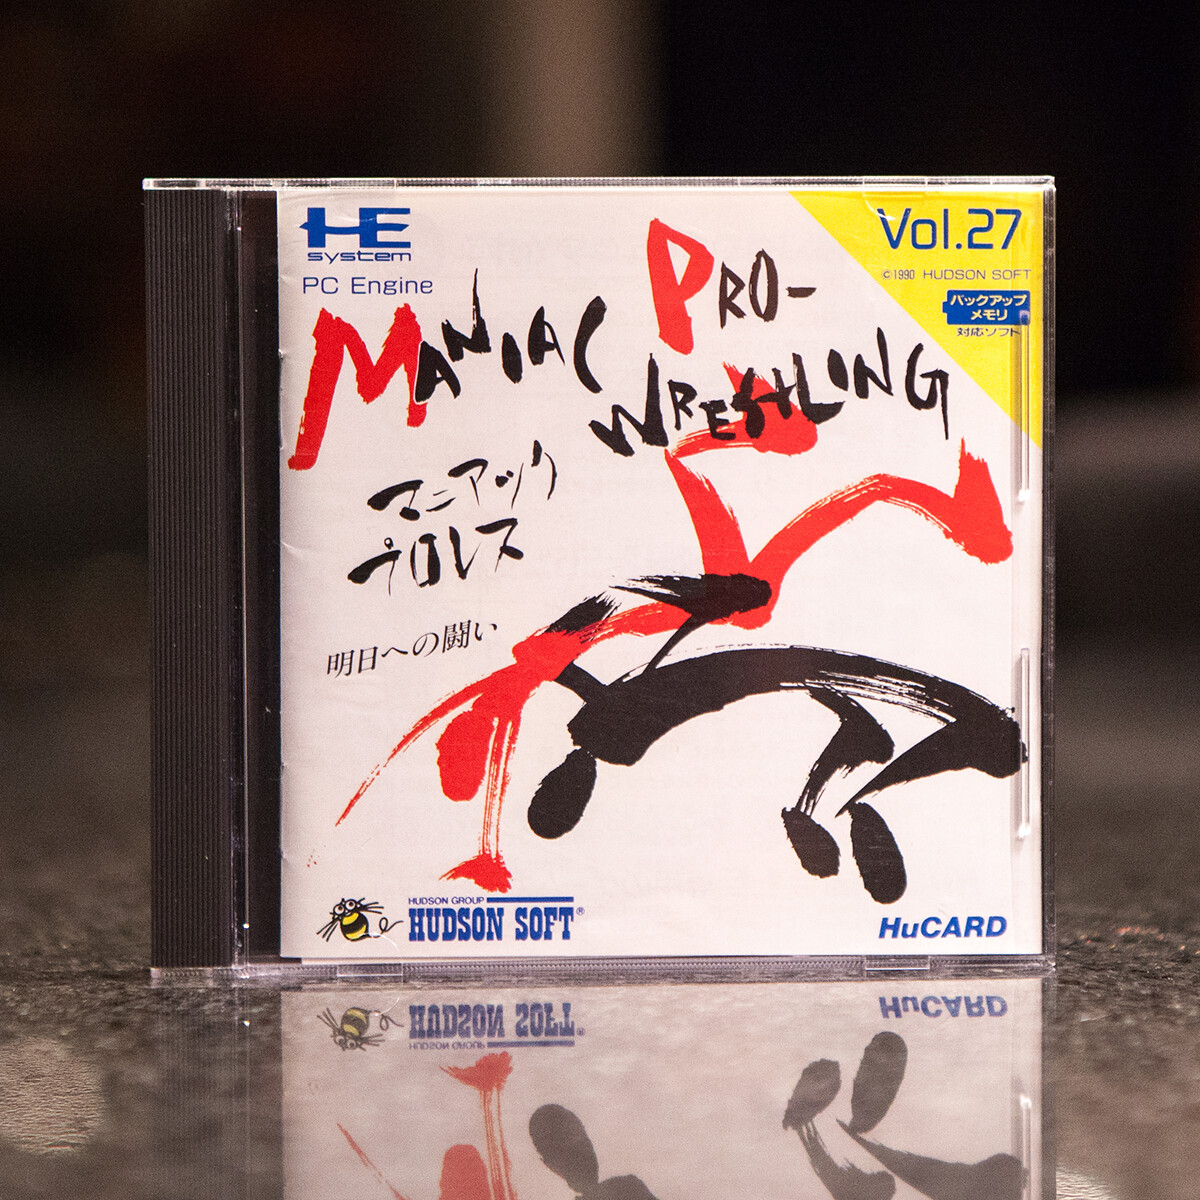 HE
system
PC Engine
Vol.27
©1990 HUDSON SOFT
バックアップ
メモリ
対応ソフト
MANIAC PRO-
WRESTLING
マニアック
プロレス
明日への闘い
HUDSON GROUP
HUDSON SOFT®
HuCARD